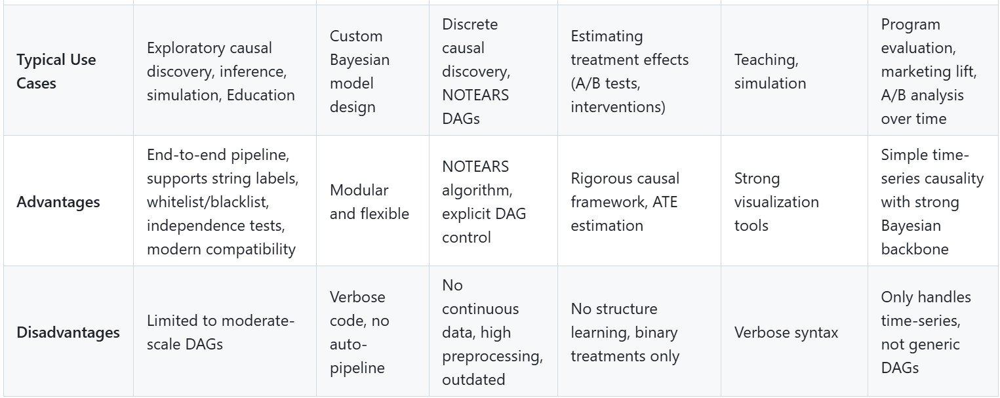 Typical Use
Cases
Exploratory causal
discovery, inference,
simulation, Education
Custom
Bayesian
model
design
Discrete
causal
discovery,
NOTEARS
DAGs
Estimating
treatment effects
(A/B tests,
interventions)
Teaching,
simulation
Program
evaluation,
marketing lift,
A/B analysis
over time
Advantages
End-to-end pipeline,
supports string labels,
whitelist/blacklist,
independence tests,
modern compatibility
Modular
and flexible
NOTEARS
algorithm,
explicit DAG
control
Rigorous causal
framework, ATE
estimation
Strong
visualization
tools
Simple time-
series causality
with strong
Bayesian
backbone
Disadvantages
Limited to moderate-
scale DAGs
Verbose
code, no
auto-
pipeline
No
continuous
data, high
preprocessing,
outdated
No structure
learning, binary
treatments only
Verbose syntax
Only handles
time-series,
not generic
DAGs